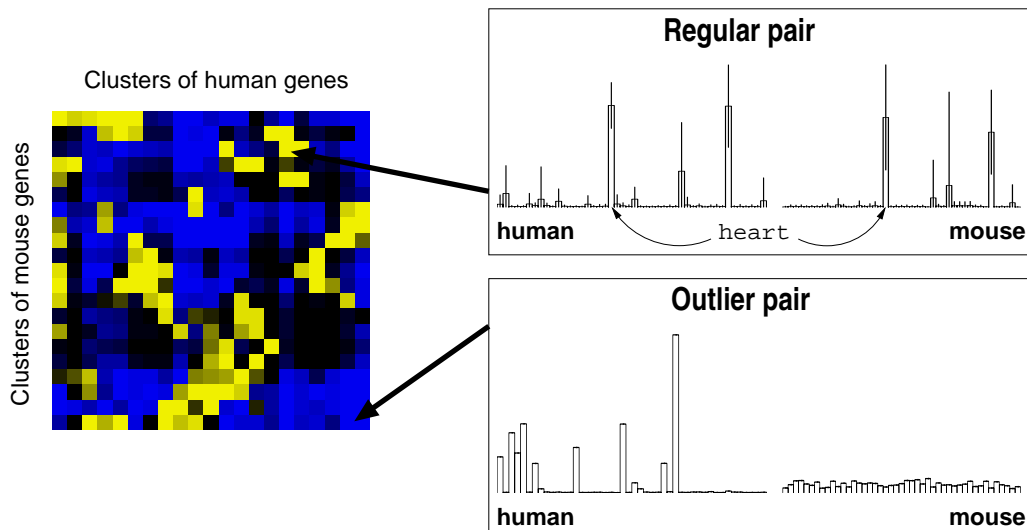 Clusters of human genes
Clusters of mouse genes
Regular pair
human
heart
mouse
Outlier pair
human
mouse